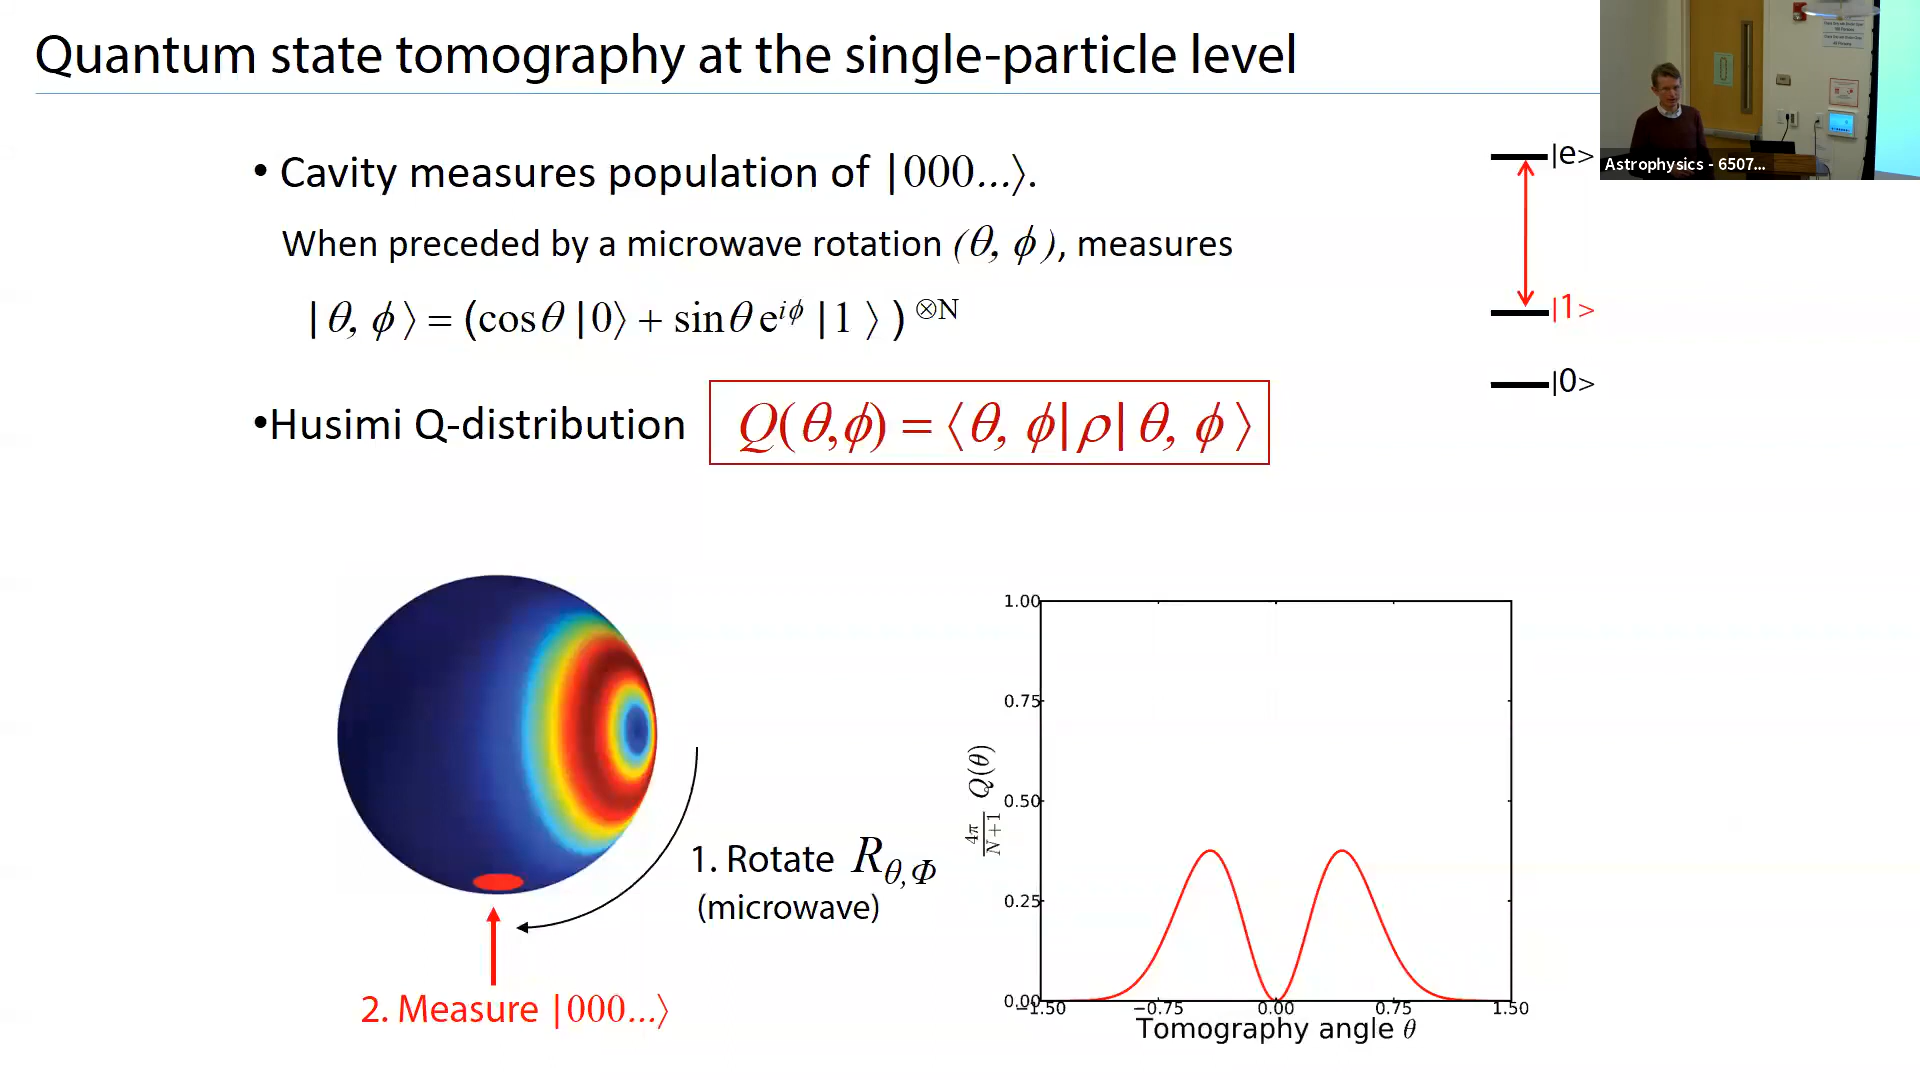 Quantum state tomography at the single-particle level
• Cavity measures population of |000...⟩.
When preceded by a microwave rotation (θ, ϕ), measures
|θ, ϕ⟩ = (cosθ |0⟩ + sinθ e^{iϕ} |1⟩)^{⊗N}
•Husimi Q-distribution
Q(θ,ϕ) = ⟨θ, ϕ|ρ|θ, ϕ⟩
|e>
|1>
|0>
Astrophysics - 6507...
1. Rotate R_{θ,Φ}
(microwave)
2. Measure |000...⟩
4π/(N+1) Q(θ)
1.00
0.75
0.50
0.25
0.00
−1.50 −0.75 0.00 0.75 1.50
Tomography angle θ